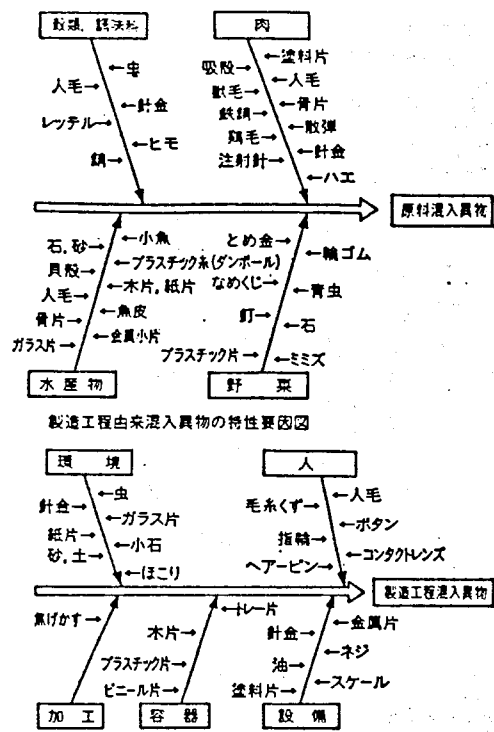 穀類、調味料
肉
←虫
人毛→
←針金
レッテル→
←ヒモ
錆→
←塗料片
吸殻→
←人毛
獣毛→
←骨片
鉄錆→
←散弾
鶏毛→
←針金
注射針→
←ハエ
原料混入異物
←小魚
石，砂→
←プラスチック糸(ダンボール)
貝殻→
←木片，紙片
人毛→
←魚皮
骨片→
←金属小片
ガラス片→
水産物
とめ金→
←輪ゴム
なめくじ→
←青虫
釘→
←石
プラスチック片→
←ミミズ
野菜
製造工程由来混入異物の特性要因図
環境
人
←虫
針金→
←ガラス片
紙片→
←小石
砂，土→
←ほこり
←人毛
毛糸くず→
←ボタン
指輪→
←コンタクトレンズ
ヘアーピン→
製造工程混入異物
焦げかす→
加工
←トレー片
木片→
プラスチック片→
ビニール片→
容器
←金属片
針金→
←ネジ
油→
←スケール
塗料片→
設備